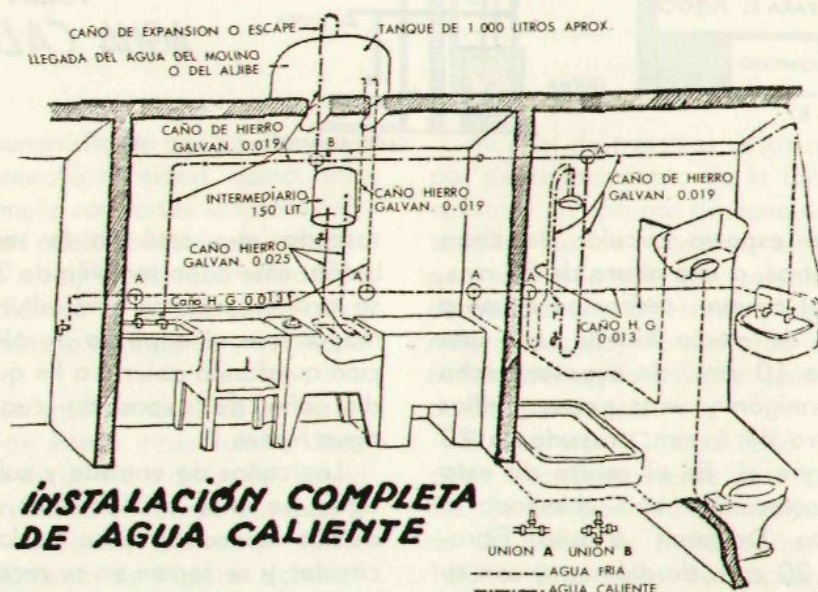 PARA EL FUEGO
CAÑO DE EXPANSION O ESCAPE
TANQUE DE 1.000 LITROS APROX.
LLEGADA DEL AGUA DEL MOLINO
O DEL ALJIBE
CAÑO DE HIERRO
GALVAN. 0.019
B
A
INTERMEDIARIO
150 LIT.
CAÑO HIERRO
GALVAN. 0.019
CAÑO DE HIERRO
GALVAN. 0.019
CAÑO HIERRO
GALVAN. 0.025
A
A
Caño H. G. 0.013
CAÑO H. G
0.013
INSTALACIÓN COMPLETA
DE AGUA CALIENTE
UNION A UNION B
AGUA FRIA
AGUA CALIENTE